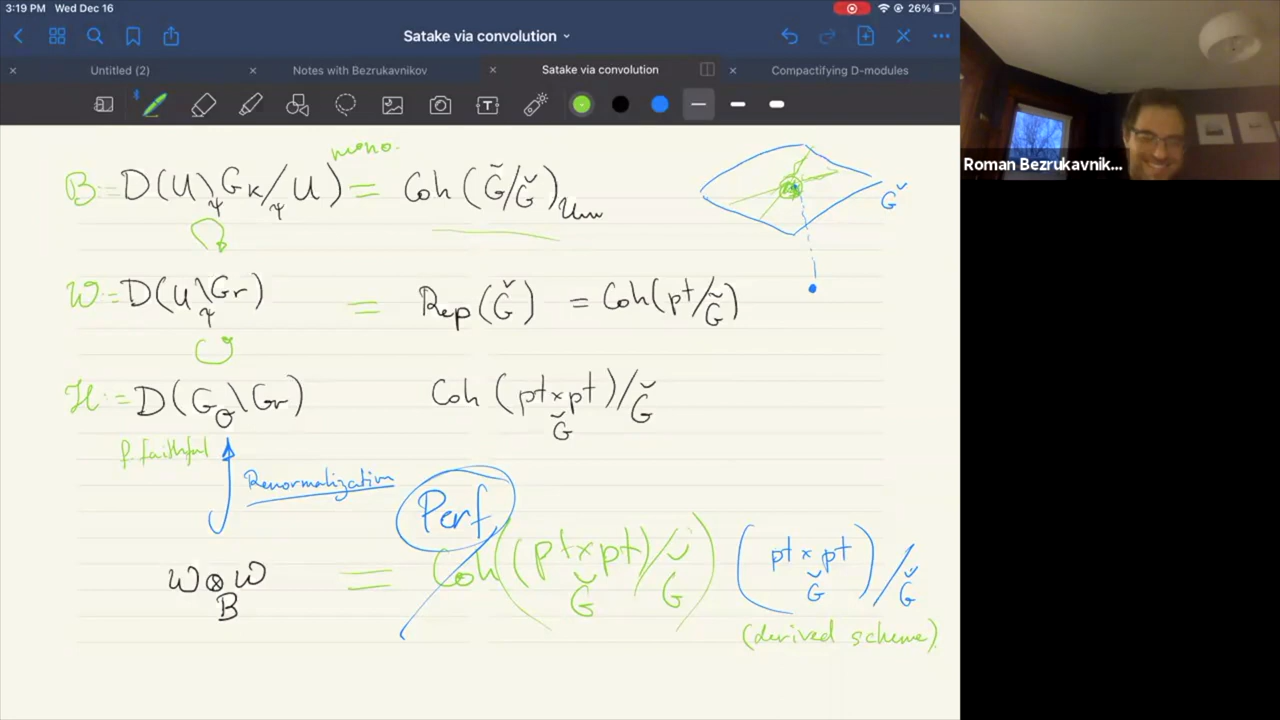 3:19 PM Wed Dec 16
26%
Satake via convolution
Untitled (2)
Notes with Bezrukavnikov
Satake via convolution
Compactifying D-modules
Roman Bezrukavnik...
mono.
B := D(U\Gk/U) = Coh(G̃/Ǧ)
ψ ψ
Ǧ
W := D(U\Gr) = Rep(Ǧ) = Coh(pt/Ǧ)
ψ
H := D(G_O\Gr) Coh(pt×pt)/Ǧ
Ǧ
f. faithful
Renormalization
Perf
W⊗W = Coh((pt×pt)/Ǧ) (pt×pt)/Ǧ
B Ǧ Ǧ
(derived scheme)